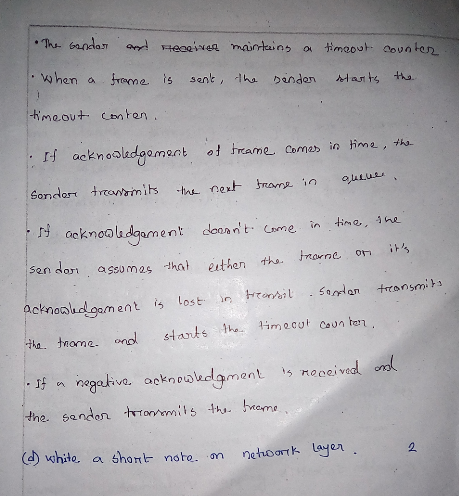 • The sender and receiver maintains a timeout counter
• When a frame is sent, the sender starts the
timeout conter.
• If acknowledgement of frame comes in time, the
sender transmits the next frame in queue.
• If acknowledgement doesn't come in time, the
sender assumes that either the frame or it's
acknowledgement is lost in transit. Sender transmits
the frame and starts the timeout counter.
• If a negative acknowledgment is received and
the sender transmits the frame.
(d) write a short note on network layer. 2